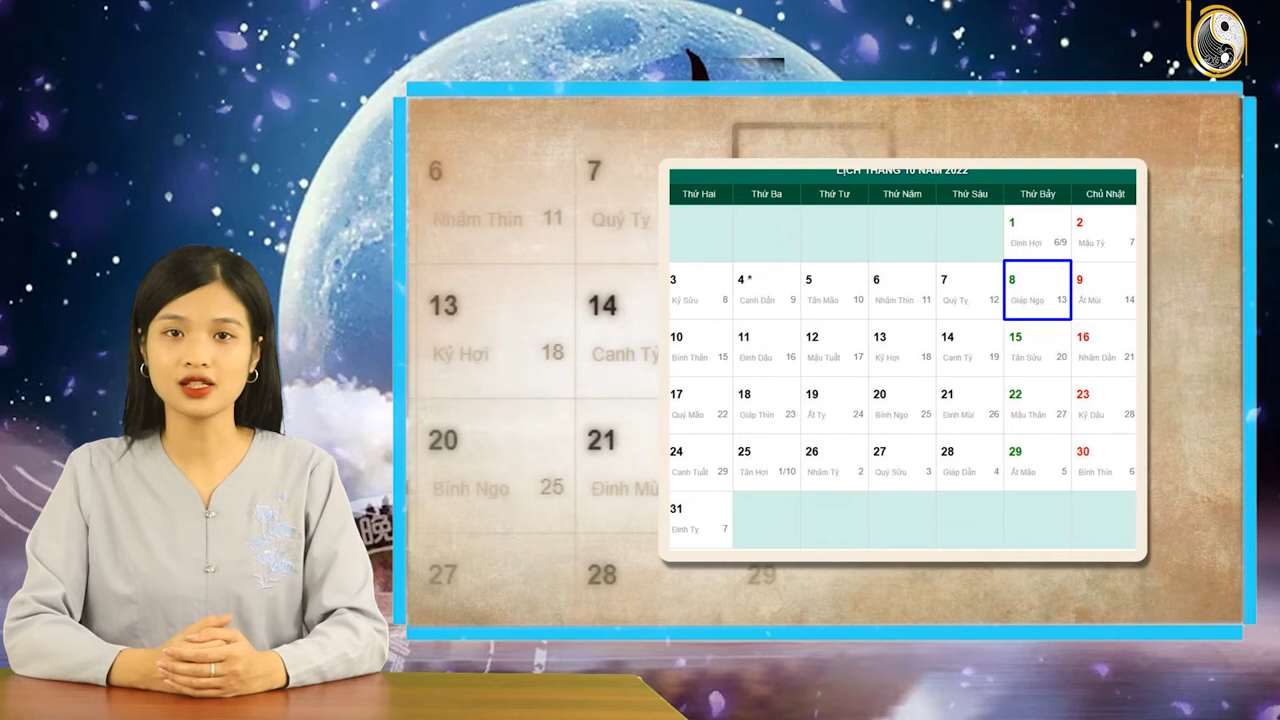 6
Nhâm Thìn 11
7
Quý Tỵ
13
Kỷ Hợi 18
14
Canh Tý
20
Bính Ngọ 25
21
Đinh Mù
27
28
29
LỊCH THÁNG 10 NĂM 2022
Thứ Hai Thứ Ba Thứ Tư Thứ Năm Thứ Sáu Thứ Bảy Chủ Nhật
1 2
Đinh Hợi 6/9 Mậu Tý 7
3 4 * 5 6 7 8 9
Kỷ Sửu 8 Canh Dần 9 Tân Mão 10 Nhâm Thìn 11 Quý Tỵ 12 Giáp Ngọ 13 Ất Mùi 14
10 11 12 13 14 15 16
Bính Thân 15 Đinh Dậu 16 Mậu Tuất 17 Kỷ Hợi 18 Canh Tý 19 Tân Sửu 20 Nhâm Dần 21
17 18 19 20 21 22 23
Quý Mão 22 Giáp Thìn 23 Ất Tỵ 24 Bính Ngọ 25 Đinh Mùi 26 Mậu Thân 27 Kỷ Dậu 28
24 25 26 27 28 29 30
Canh Tuất 29 Tân Hợi 1/10 Nhâm Tý 2 Quý Sửu 3 Giáp Dần 4 Ất Mão 5 Bính Thìn 6
31
Đinh Tỵ 7
晚